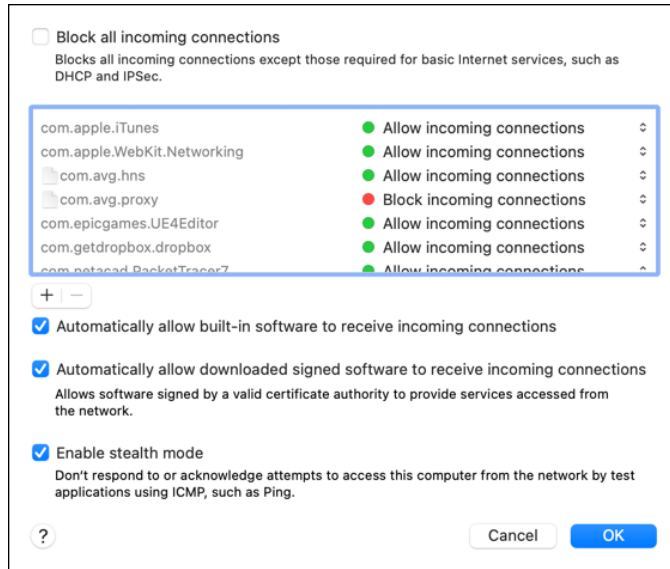 Block all incoming connections
Blocks all incoming connections except those required for basic Internet services, such as
DHCP and IPSec.
com.apple.iTunes Allow incoming connections
com.apple.WebKit.Networking Allow incoming connections
com.avg.hns Allow incoming connections
com.avg.proxy Block incoming connections
com.epicgames.UE4Editor Allow incoming connections
com.getdropbox.dropbox Allow incoming connections
com.netacad.PacketTracer7 Allow incoming connections
+ −
Automatically allow built-in software to receive incoming connections
Automatically allow downloaded signed software to receive incoming connections
Allows software signed by a valid certificate authority to provide services accessed from
the network.
Enable stealth mode
Don’t respond to or acknowledge attempts to access this computer from the network by test
applications using ICMP, such as Ping.
? Cancel OK